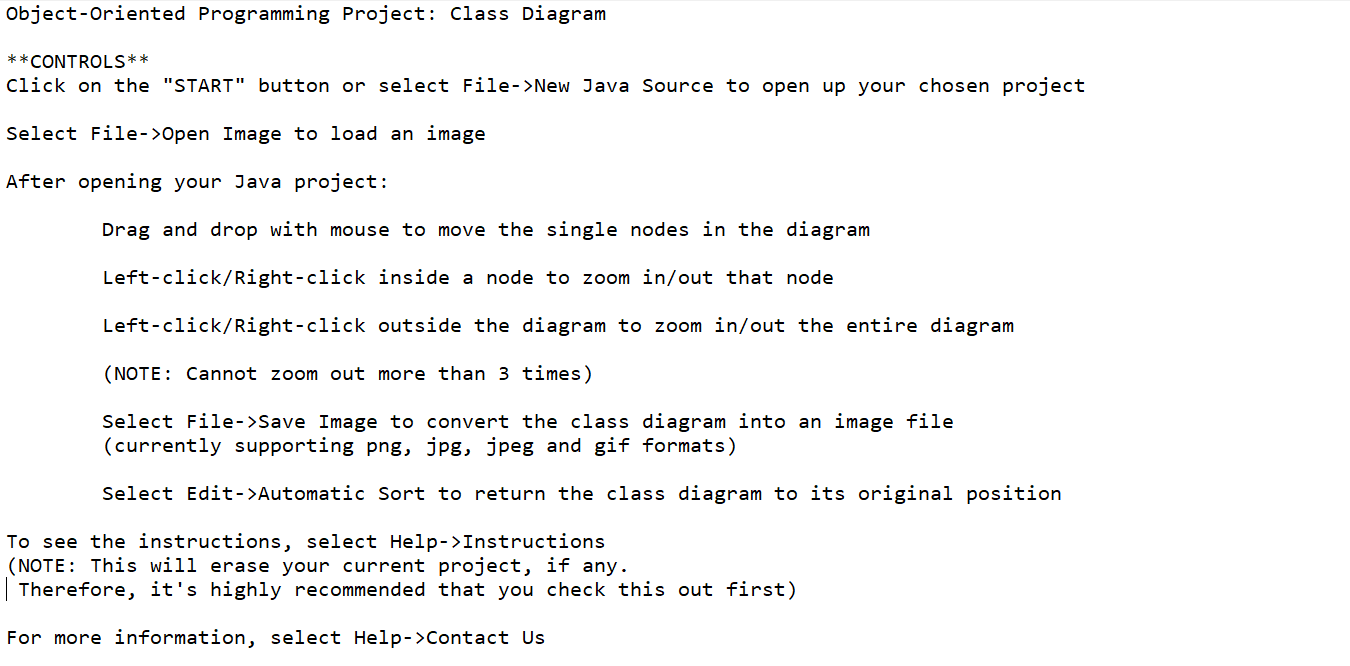 Object-Oriented Programming Project: Class Diagram
**CONTROLS**
Click on the "START" button or select File->New Java Source to open up your chosen project
Select File->Open Image to load an image
After opening your Java project:
Drag and drop with mouse to move the single nodes in the diagram
Left-click/Right-click inside a node to zoom in/out that node
Left-click/Right-click outside the diagram to zoom in/out the entire diagram
(NOTE: Cannot zoom out more than 3 times)
Select File->Save Image to convert the class diagram into an image file
(currently supporting png, jpg, jpeg and gif formats)
Select Edit->Automatic Sort to return the class diagram to its original position
To see the instructions, select Help->Instructions
(NOTE: This will erase your current project, if any.
Therefore, it's highly recommended that you check this out first)
For more information, select Help->Contact Us